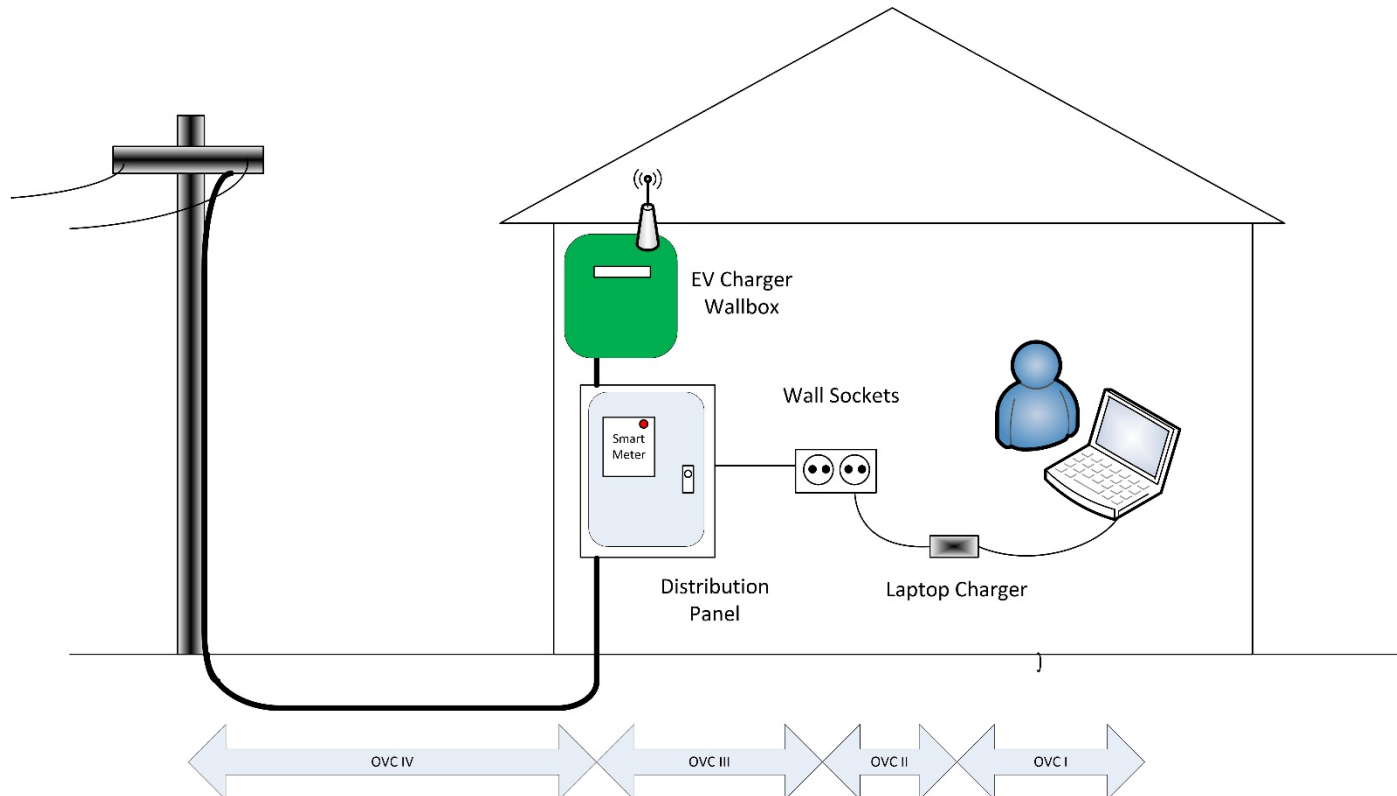 EV Charger
Wallbox
Wall Sockets
Smart
Meter
Distribution
Panel
Laptop Charger
OVC IV
OVC III
OVC II
OVC I